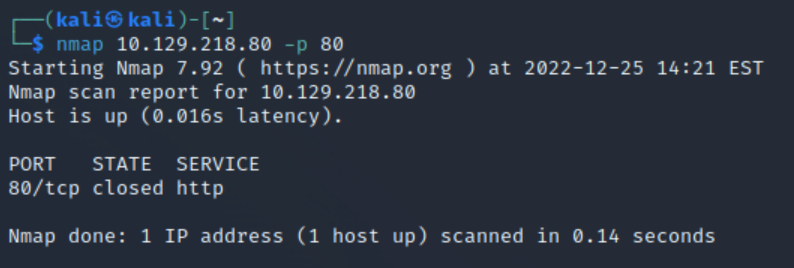 ┌──(kali㉿kali)-[~]
└─$ nmap 10.129.218.80 -p 80
Starting Nmap 7.92 ( https://nmap.org ) at 2022-12-25 14:21 EST
Nmap scan report for 10.129.218.80
Host is up (0.016s latency).
PORT   STATE  SERVICE
80/tcp closed http
Nmap done: 1 IP address (1 host up) scanned in 0.14 seconds